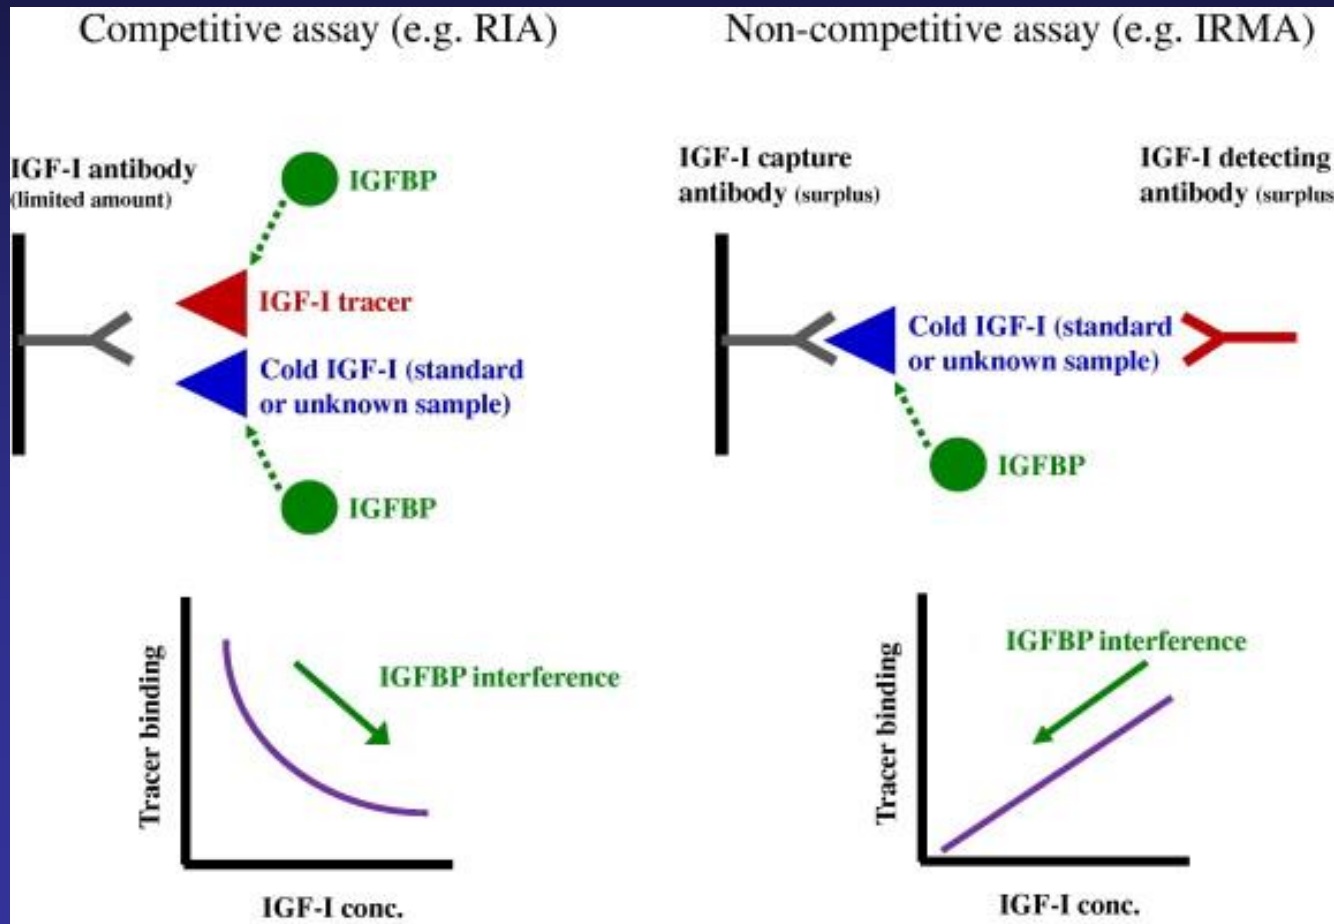 Competitive assay (e.g. RIA)
IGF-I antibody
(limited amount)
IGFBP
IGF-I tracer
Cold IGF-I (standard
or unknown sample)
IGFBP
Tracer binding
IGFBP interference
IGF-I conc.
Non-competitive assay (e.g. IRMA)
IGF-I capture
antibody (surplus)
IGF-I detecting
antibody (surplus
Cold IGF-I (standard
or unknown sample)
IGFBP
IGFBP interference
Tracer binding
IGF-I conc.